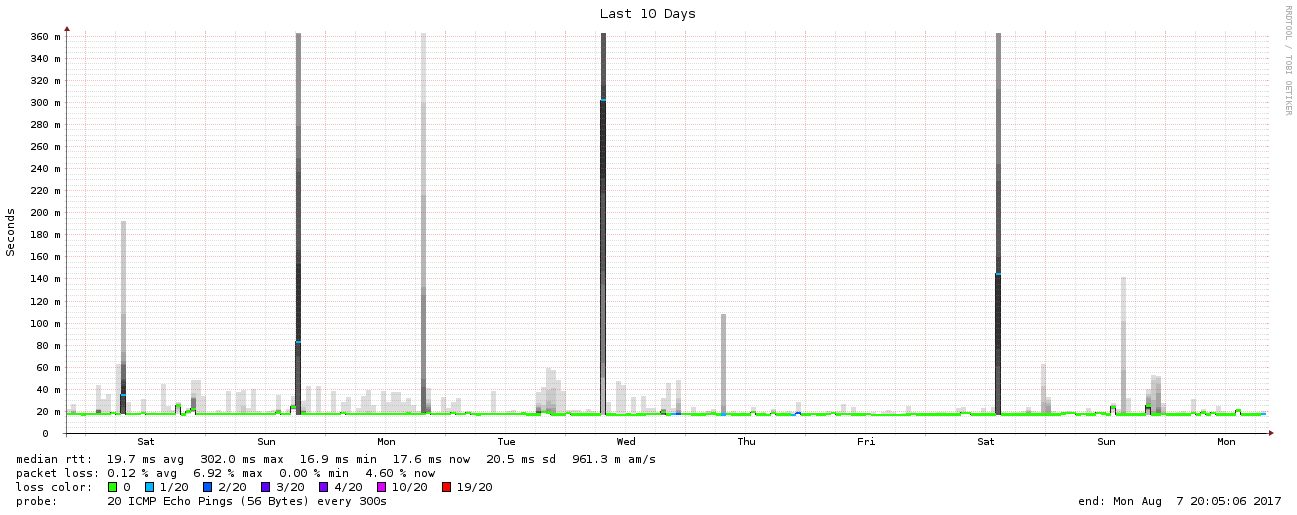 Last 10 Days
RRDTOOL / TOBI OETIKER
Seconds
360 m
340 m
320 m
300 m
280 m
260 m
240 m
220 m
200 m
180 m
160 m
140 m
120 m
100 m
80 m
60 m
40 m
20 m
0
Sat Sun Mon Tue Wed Thu Fri Sat Sun Mon
median rtt: 19.7 ms avg 302.0 ms max 16.9 ms min 17.6 ms now 20.5 ms sd 961.3 m am/s
packet loss: 0.12 % avg 6.92 % max 0.00 % min 4.60 % now
loss color: 0 1/20 2/20 3/20 4/20 10/20 19/20
probe: 20 ICMP Echo Pings (56 Bytes) every 300s end: Mon Aug 7 20:05:06 2017